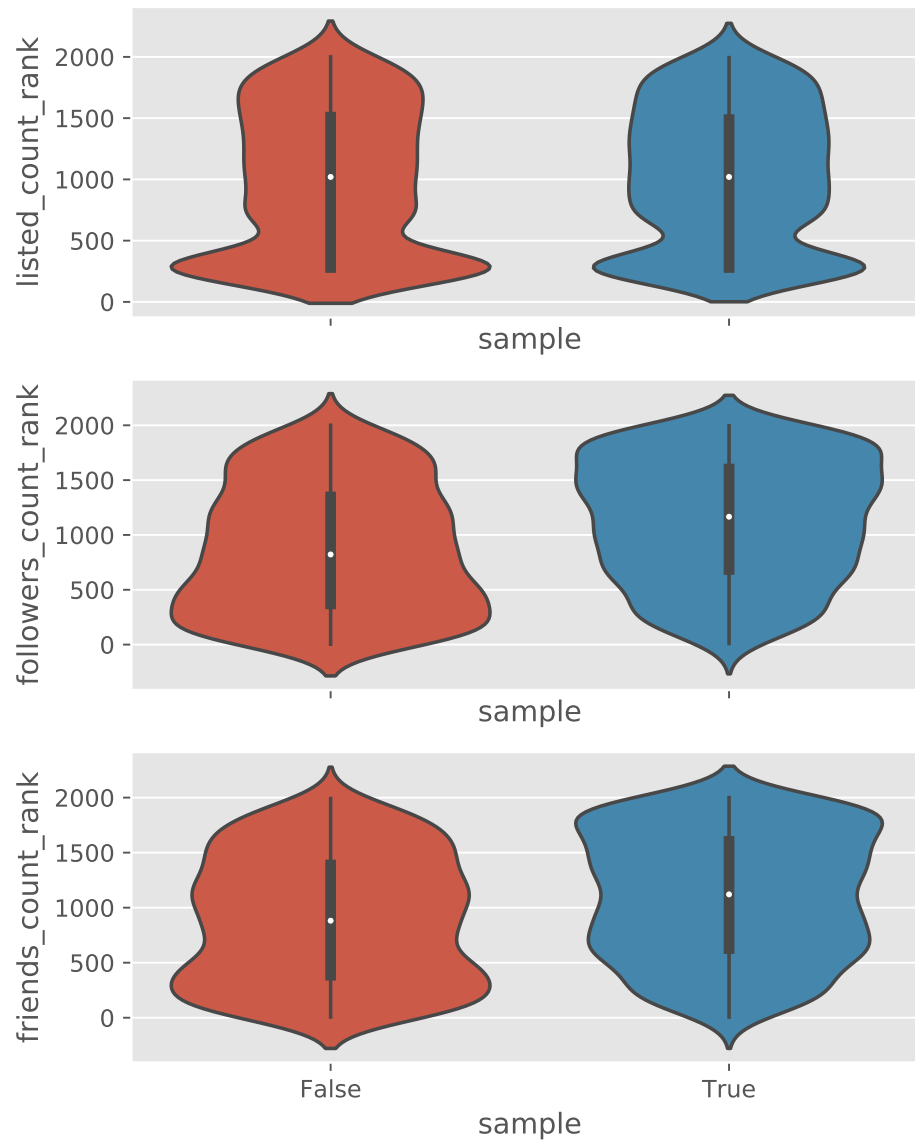 listed_count_rank
2000
1500
1000
500
0
sample
followers_count_rank
2000
1500
1000
500
0
sample
friends_count_rank
2000
1500
1000
500
0
False True
sample